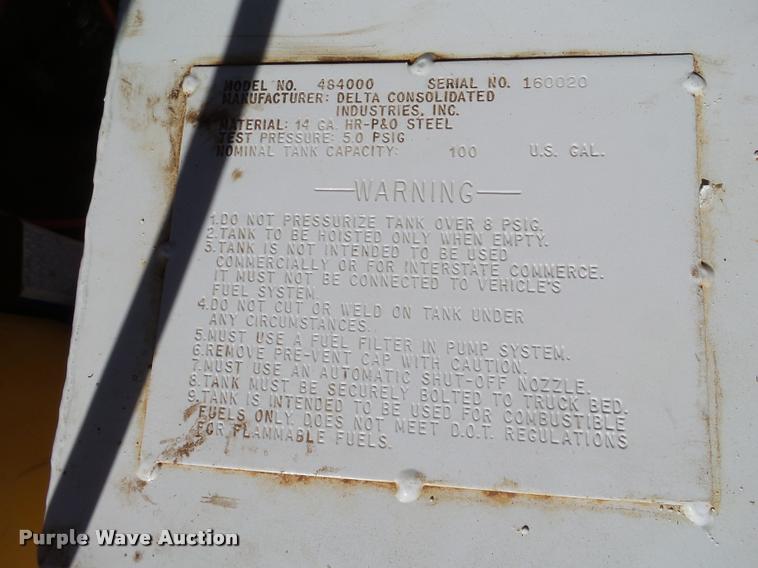 MODEL NO. 484000 SERIAL NO. 160020
MANUFACTURER: DELTA CONSOLIDATED
INDUSTRIES, INC.
MATERIAL: 14 GA. HR-P&O STEEL
TEST PRESSURE: 5.0 PSIG
NOMINAL TANK CAPACITY: 100 U.S. GAL.
WARNING
1.DO NOT PRESSURIZE TANK OVER 8 PSIG.
2.TANK TO BE HOISTED ONLY WHEN EMPTY.
3.TANK IS NOT INTENDED TO BE USED
COMMERCIALLY OR FOR INTERSTATE COMMERCE.
IT MUST NOT BE CONNECTED TO VEHICLE'S
FUEL SYSTEM.
4.DO NOT CUT OR WELD ON TANK UNDER
ANY CIRCUMSTANCES.
5.MUST USE A FUEL FILTER IN PUMP SYSTEM.
6.REMOVE PRE-VENT CAP WITH CAUTION.
7.MUST USE AN AUTOMATIC SHUT-OFF NOZZLE.
8.TANK MUST BE SECURELY BOLTED TO TRUCK BED.
9.TANK IS INTENDED TO BE USED FOR COMBUSTIBLE
FUELS ONLY. DOES NOT MEET D.O.T. REGULATIONS
FOR FLAMMABLE FUELS.
Purple Wave Auction